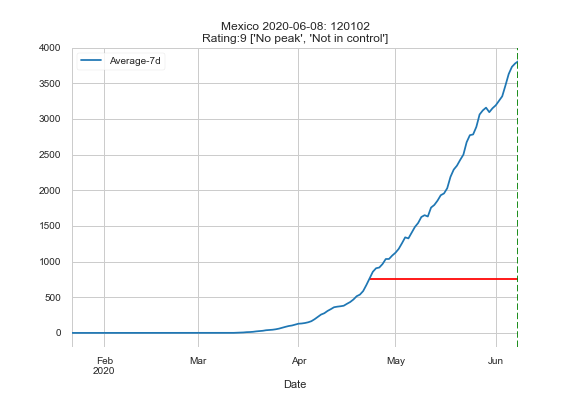 Mexico 2020-06-08: 120102
Rating:9 ['No peak', 'Not in control']
Average-7d
4000
3500
3000
2500
2000
1500
1000
500
0
Feb
2020
Mar
Apr
May
Jun
Date